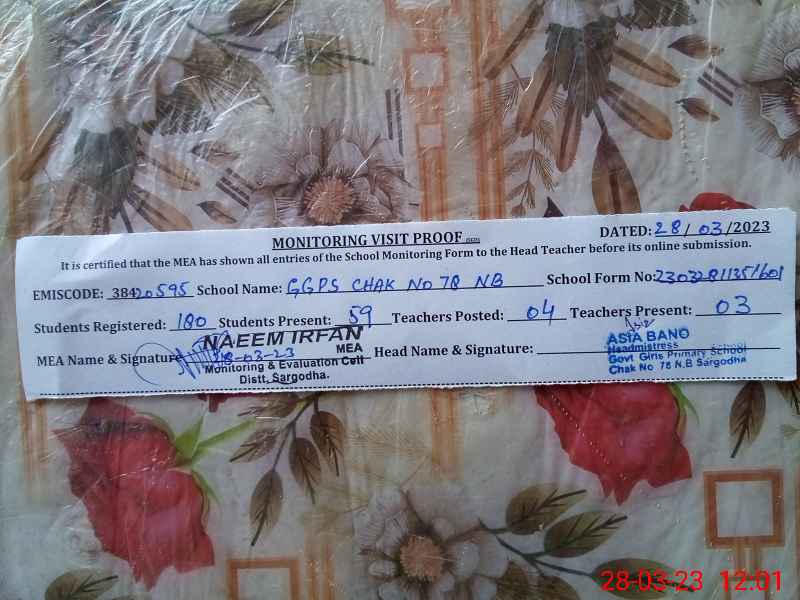 MONITORING VISIT PROOF
DATED: 28/03/2023
It is certified that the MEA has shown all entries of the School Monitoring Form to the Head Teacher before its online submission.
EMISCODE: 38420595 School Name: GGPS CHAK No 78 NB School Form No:
Students Registered: 180 Students Present: 59 Teachers Posted: 04 Teachers Present: 03
MEA Name & Signature 28-03-23 Head Name & Signature:
NAEEM IRFAN
MEA
Monitoring & Evaluation Cell
Distt, Sargodha.
ASIA BANO
Headmistress
Govt Girls Primary School
Chak No 78 N.B Sargodha
28-03-23 12:01